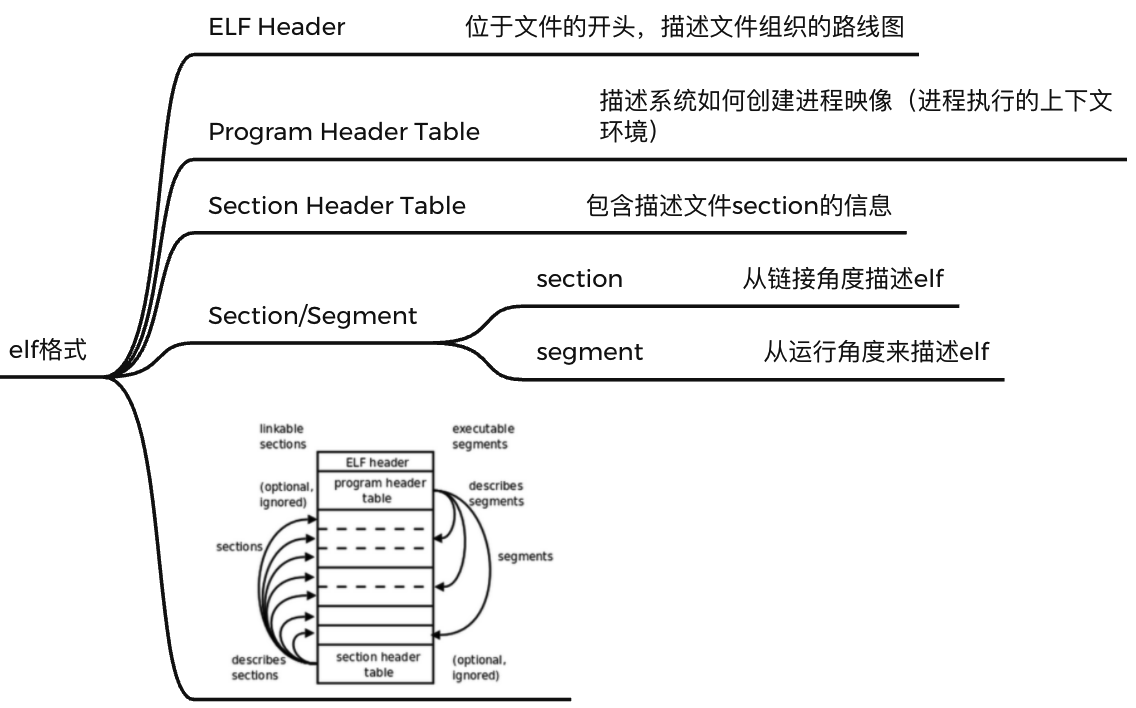 ELF Header
位于文件的开头，描述文件组织的路线图
Program Header Table
描述系统如何创建进程映像（进程执行的上下文
环境）
Section Header Table
包含描述文件section的信息
elf格式
Section/Segment
section
从链接角度描述elf
segment
从运行角度来描述elf
linkable
sections
executable
segments
ELF header
(optional,
ignored)
program header
table
describes
segments
sections
segments
describes
sections
section header
table
(optional,
ignored)